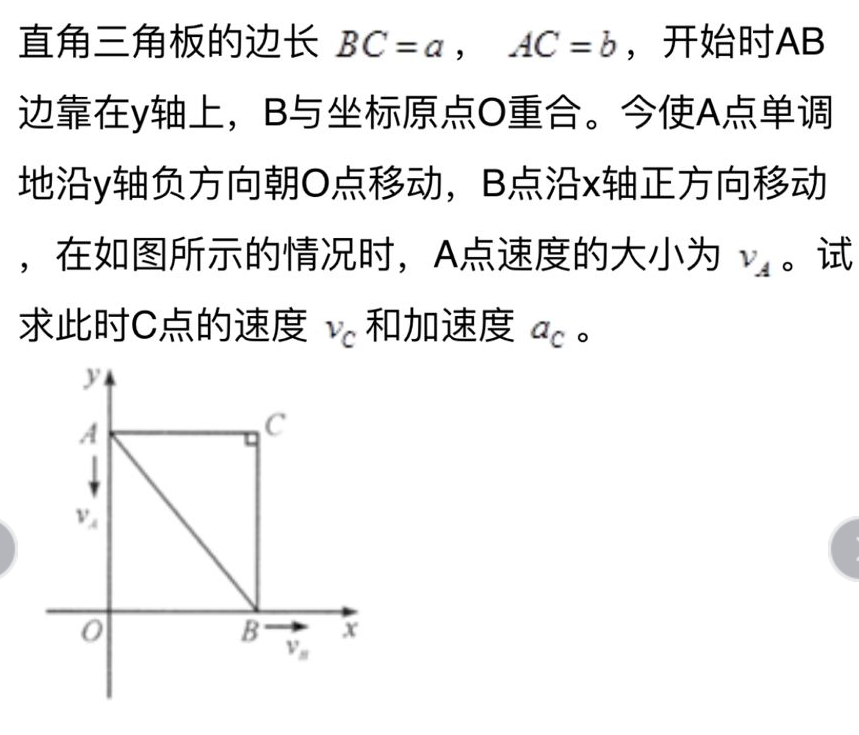 直角三角板的边长 BC = a ， AC = b ，开始时AB
边靠在y轴上，B与坐标原点O重合。今使A点单调
地沿y轴负方向朝O点移动，B点沿x轴正方向移动
，在如图所示的情况时，A点速度的大小为 v_A 。试
求此时C点的速度 v_C 和加速度 a_C 。
y
A
C
v_A
O
B
x
v_B